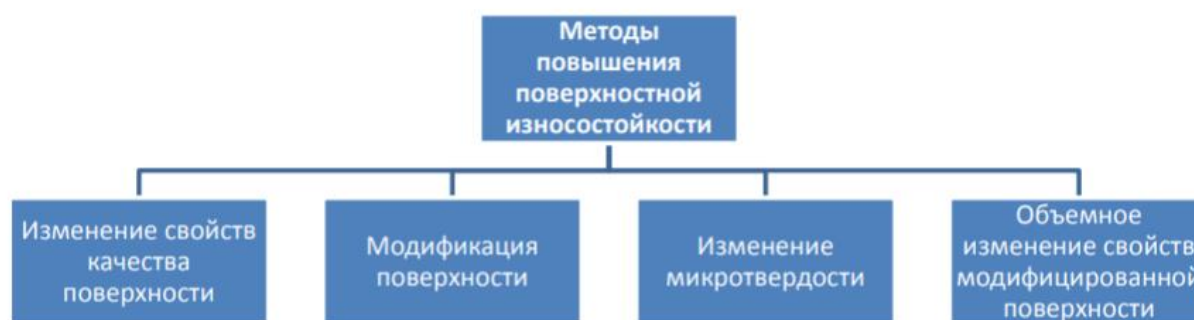 Методы
повышения
поверхностной
износостойкости
Изменение свойств
качества
поверхности
Модификация
поверхности
Изменение
микротвердости
Объемное
изменение свойств
модифицированной
поверхности